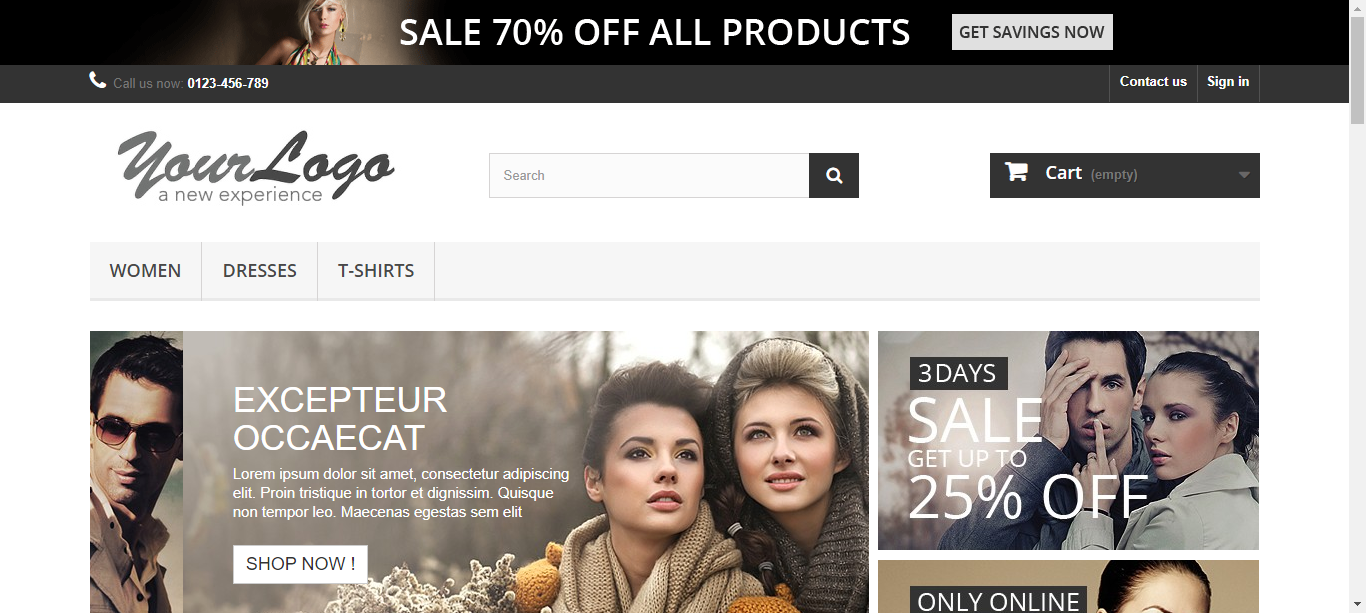 SALE 70% OFF ALL PRODUCTS
GET SAVINGS NOW
Call us now: 0123-456-789
Contact us
Sign in
Your Logo
a new experience
Search
Cart (empty)
WOMEN
DRESSES
T-SHIRTS
EXCEPTEUR
OCCAECAT
Lorem ipsum dolor sit amet, consectetur adipiscing
elit. Proin tristique in tortor et dignissim. Quisque
non tempor leo. Maecenas egestas sem elit
SHOP NOW !
3 DAYS
SALE
GET UP TO
25% OFF
ONLY ONLINE